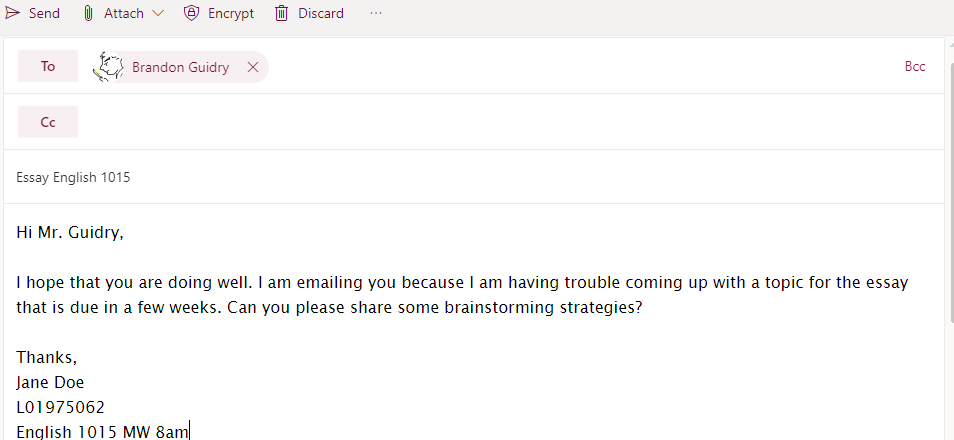 Send Attach Encrypt Discard ...
To Brandon Guidry Bcc
Cc
Essay English 1015
Hi Mr. Guidry,
I hope that you are doing well. I am emailing you because I am having trouble coming up with a topic for the essay
that is due in a few weeks. Can you please share some brainstorming strategies?
Thanks,
Jane Doe
L01975062
English 1015 MW 8am